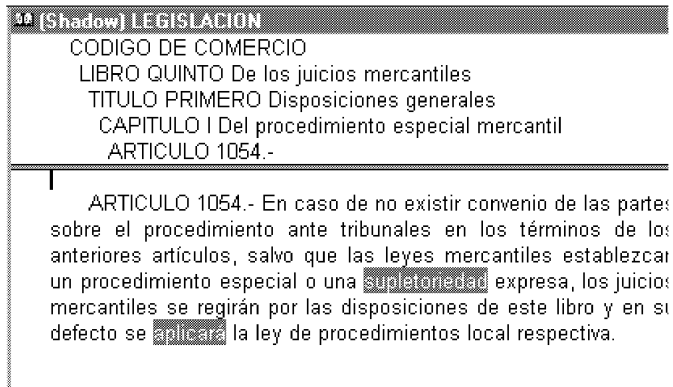 (Shadow) LEGISLACION
CODIGO DE COMERCIO
LIBRO QUINTO De los juicios mercantiles
TITULO PRIMERO Disposiciones generales
CAPITULO I Del procedimiento especial mercantil
ARTICULO 1054.-
ARTICULO 1054.- En caso de no existir convenio de las partes
sobre el procedimiento ante tribunales en los términos de los
anteriores artículos, salvo que las leyes mercantiles establezcan
un procedimiento especial o una supletoriedad expresa, los juicios
mercantiles se regirán por las disposiciones de este libro y en su
defecto se aplicará la ley de procedimientos local respectiva.